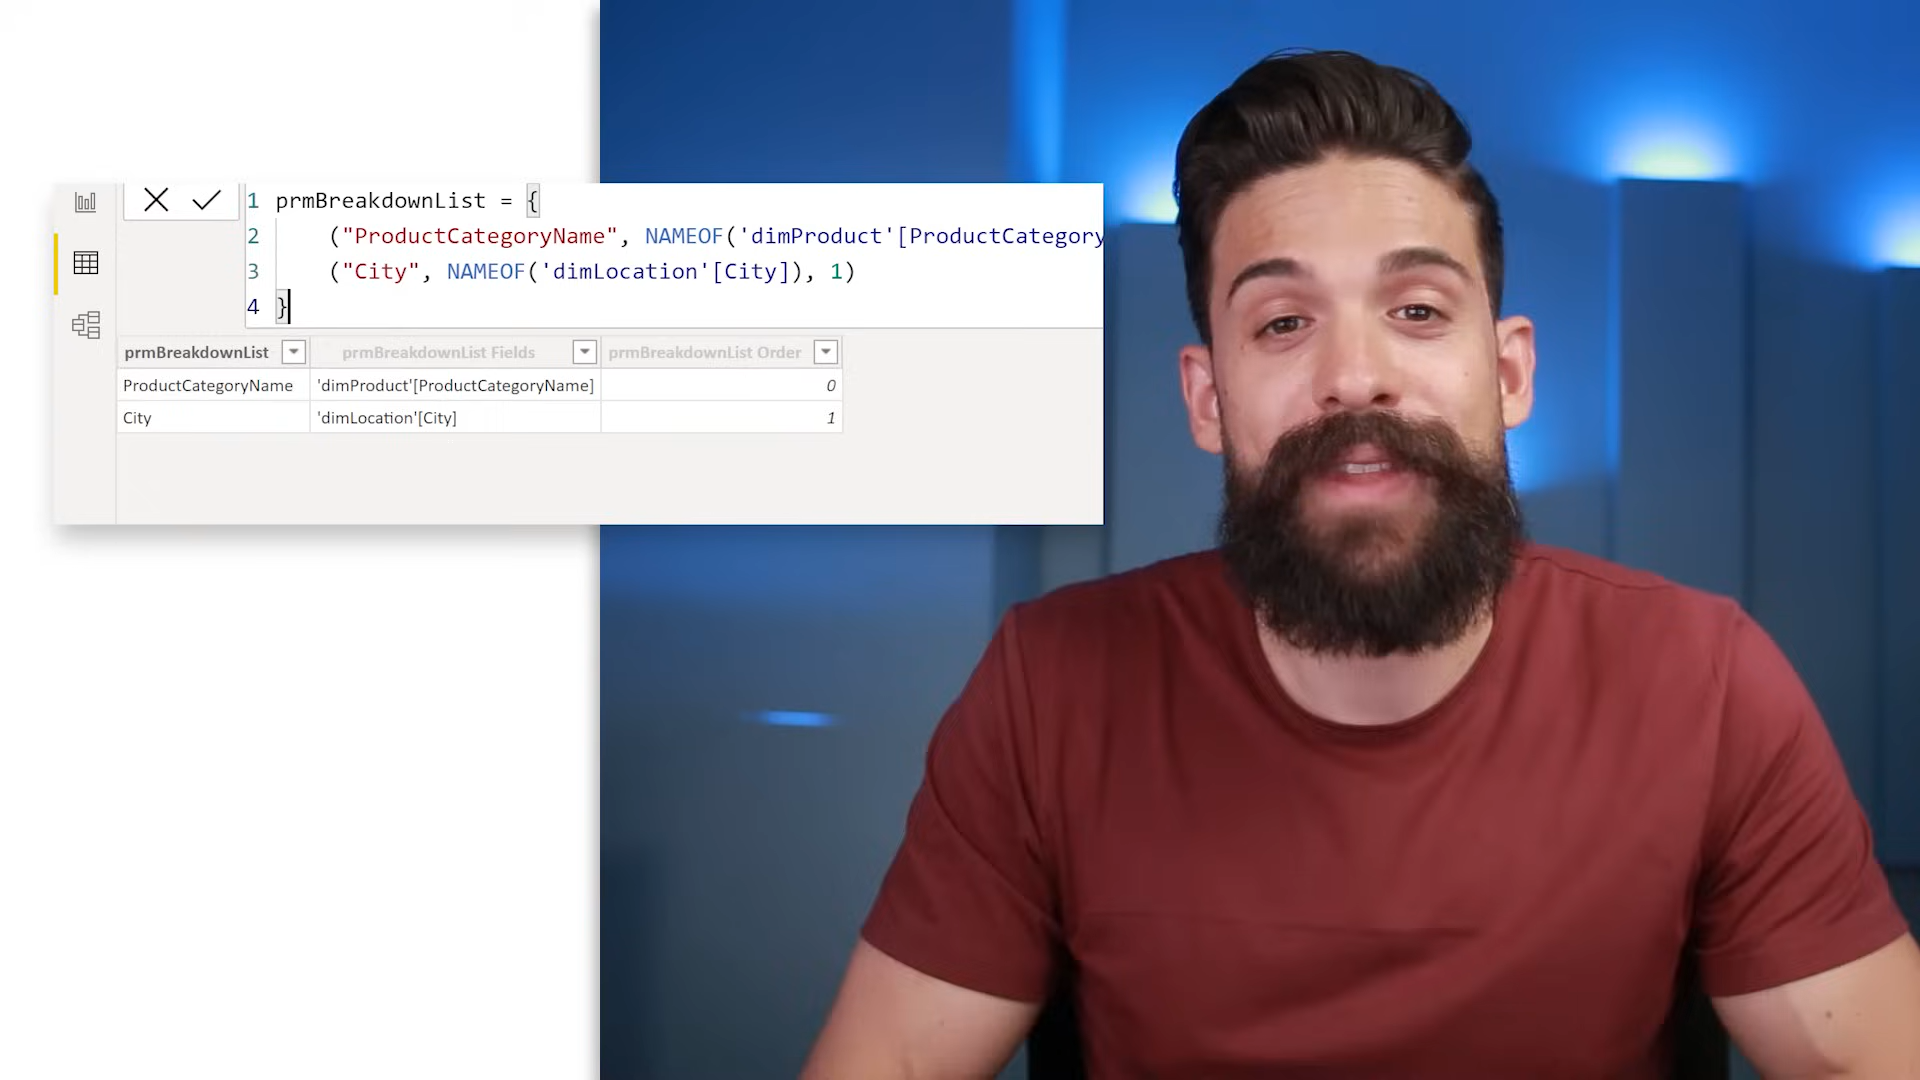 1 prmBreakdownList = {
2 ("ProductCategoryName", NAMEOF('dimProduct'[ProductCategory
3 ("City", NAMEOF('dimLocation'[City]), 1)
4 }
prmBreakdownList prmBreakdownList Fields prmBreakdownList Order
ProductCategoryName 'dimProduct'[ProductCategoryName] 0
City 'dimLocation'[City] 1